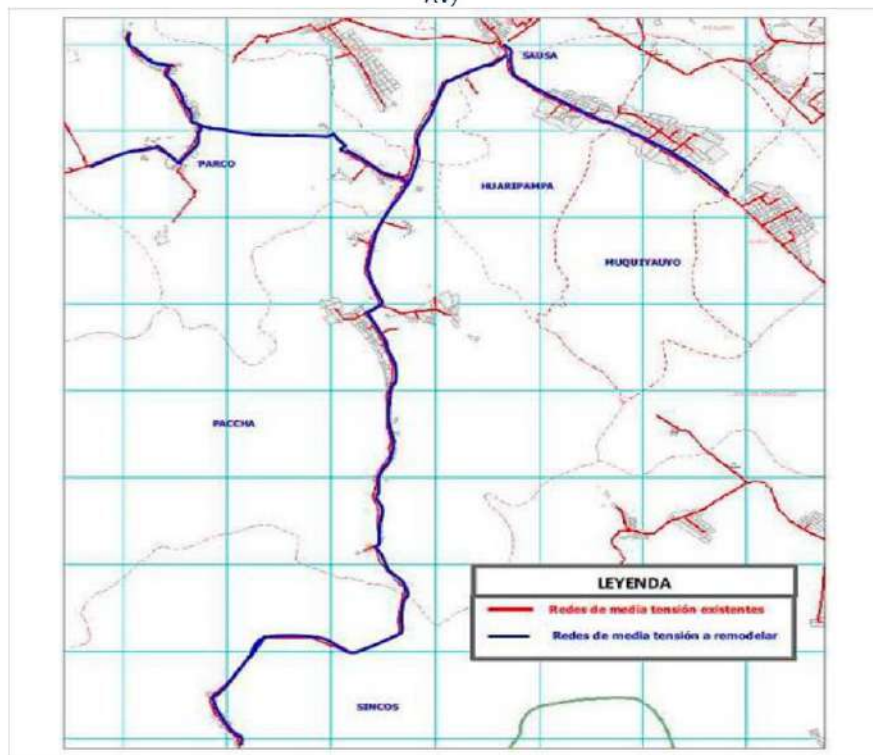 SAUSA
PARCO
HUARIPAMPA
MUQUIYAUYO
PACCHA
LEYENDA
Redes de media tensión existentes
Redes de media tensión a remodelar
SINCOS